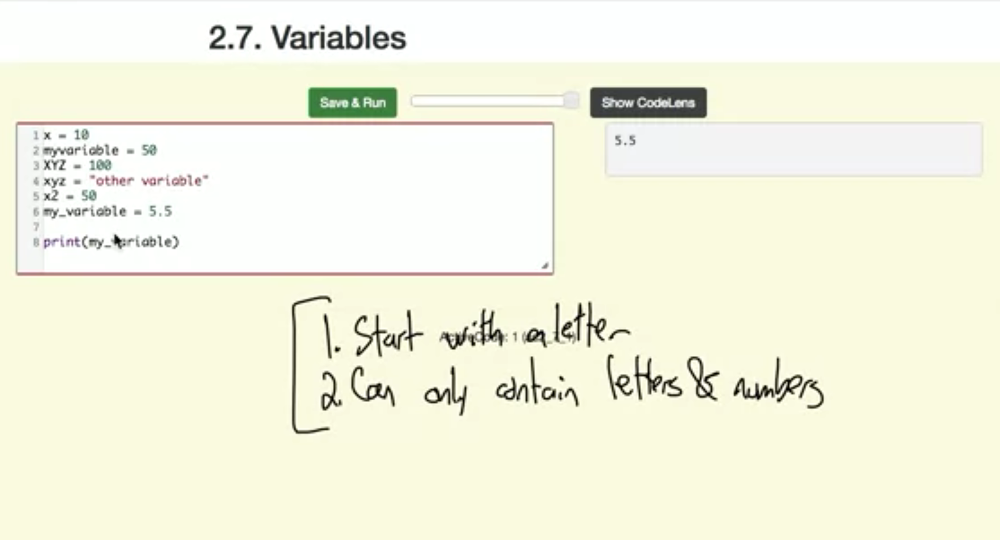 2.7. Variables
Save & Run
Show CodeLens
1 x = 10
2 myvariable = 50
3 XYZ = 100
4 xyz = "other variable"
5 x2 = 50
6 my_variable = 5.5
7
8 print(my_variable)
5.5
1. Start with a letter
ActiveCode: 1
2. Can only contain letters & numbers